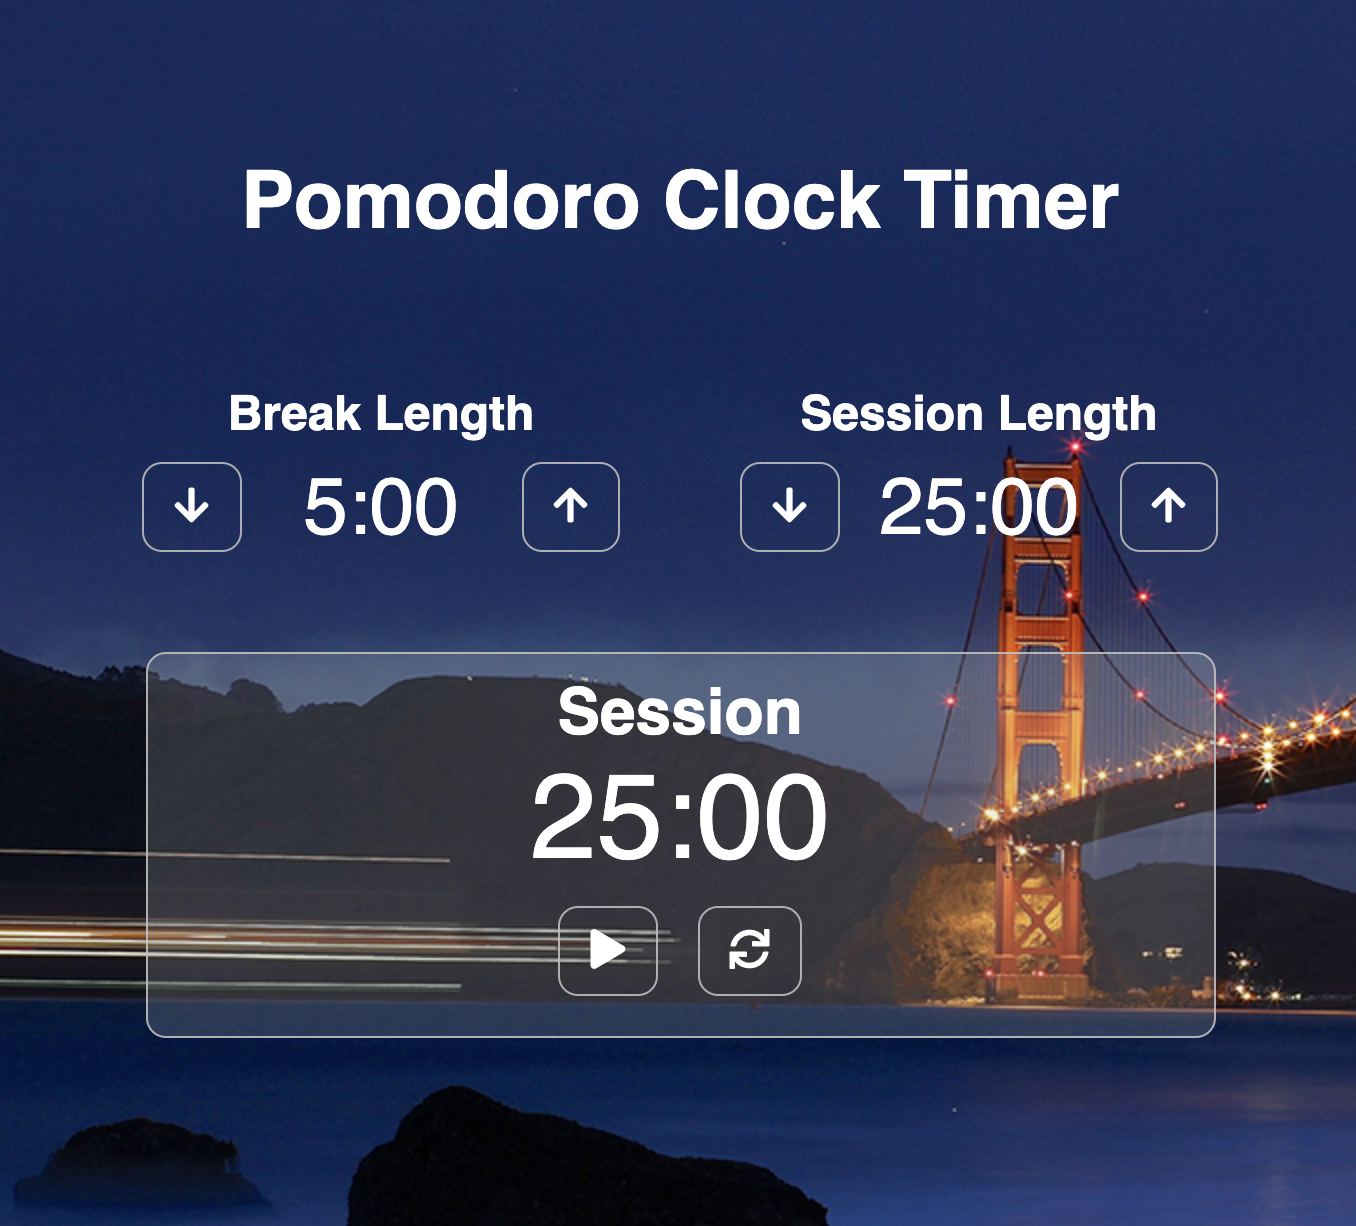 Pomodoro Clock Timer
Break Length
5:00
Session Length
25:00
Session
25:00